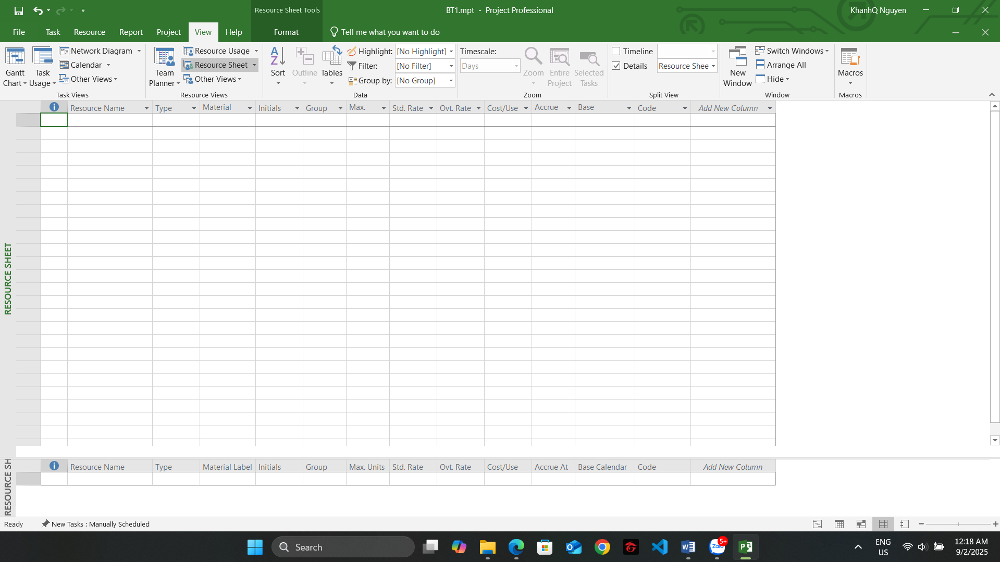 Resource Sheet Tools
BT1.mpt - Project Professional
KhanhQ Nguyen
File Task Resource Report Project View Help Format Tell me what you want to do
Gantt Chart
Task Usage
Network Diagram
Calendar
Other Views
Task Views
Team Planner
Resource Usage
Resource Sheet
Other Views
Resource Views
Sort
Outline
Tables
Highlight: [No Highlight]
Filter: [No Filter]
Group by: [No Group]
Data
Timescale:
Days
Zoom
Entire Project
Selected Tasks
Zoom
Timeline
Details Resource Shee
Split View
New Window
Switch Windows
Arrange All
Hide
Window
Macros
Macros
Resource Name Type Material Initials Group Max. Std. Rate Ovt. Rate Cost/Use Accrue Base Code Add New Column
RESOURCE SHEET
Resource Name Type Material Label Initials Group Max. Units Std. Rate Ovt. Rate Cost/Use Accrue At Base Calendar Code Add New Column
RESOURCE SH
Ready New Tasks : Manually Scheduled
Search
Zalo
5+
ENG
US
12:18 AM
9/2/2025